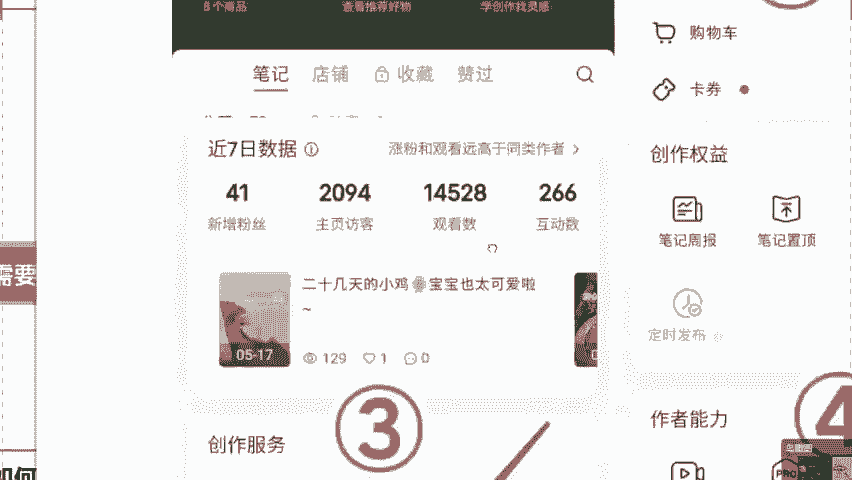 8个商品
查看推荐好物
学创作找灵感
购物车
笔记 店铺 收藏 赞过
卡券
近7日数据
涨粉和观看远高于同类作者 >
创作权益
41 2094 14528 266
新增粉丝 主页访客 观看数 互动数
笔记周报 笔记置顶
需要
二十几天的小鸡宝宝也太可爱啦
~
定时发布
05-17
129 1 0
③
④
创作服务
作者能力
如何
PRO